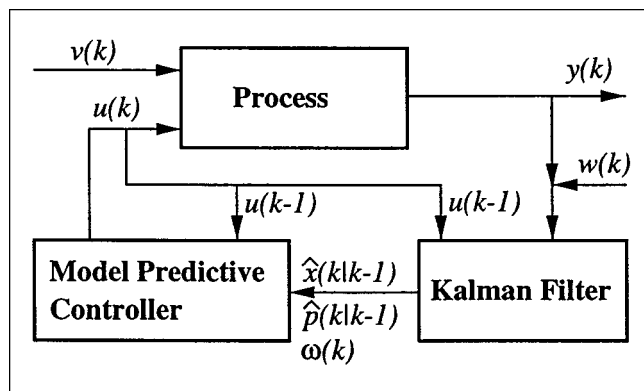 v(k)
y(k)
Process
u(k)
w(k)
u(k-1)
u(k-1)
Model Predictive
Controller
x̂(k|k-1)
p̂(k|k-1)
ω(k)
Kalman Filter